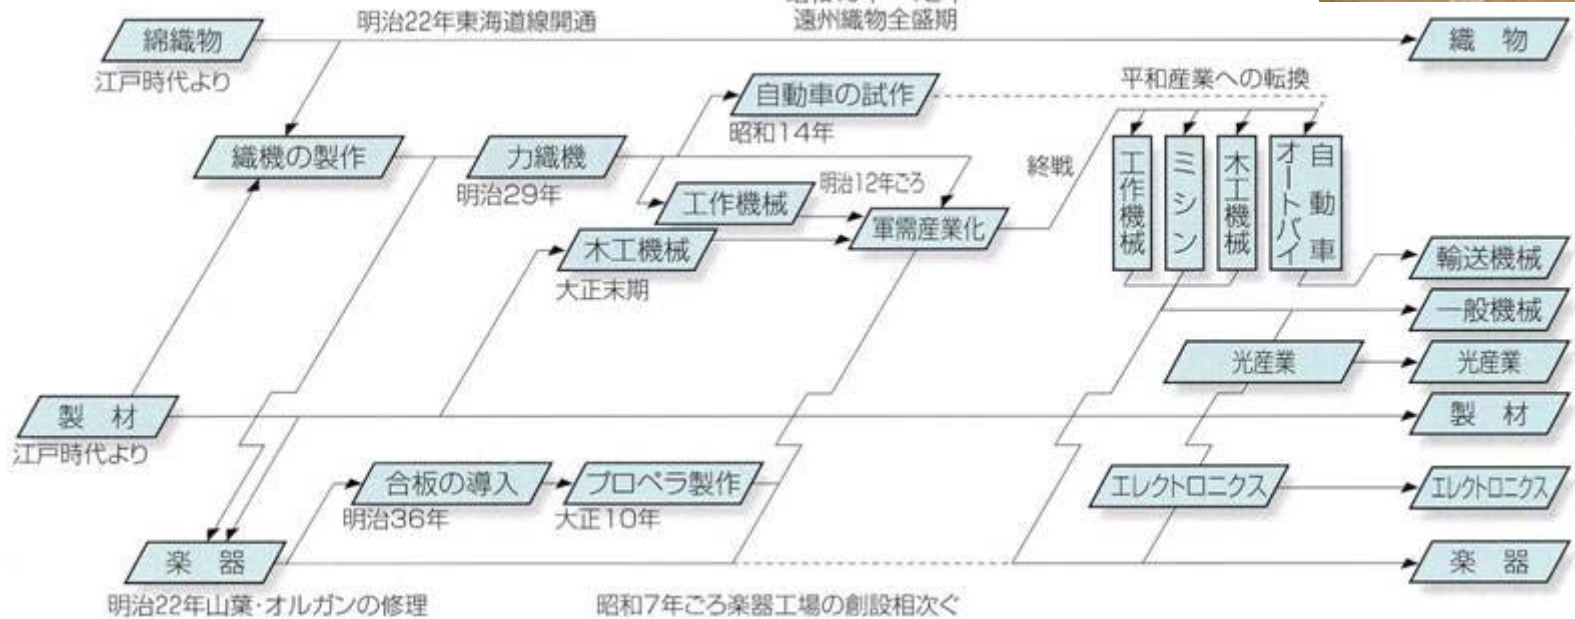 明治22年東海道線開通
遠州織物全盛期
綿織物
江戸時代より
織 物
自動車の試作
昭和14年
平和産業への転換
織機の製作
力織機
明治29年
工作機械
明治12年ごろ
軍需産業化
終戦
木工機械
大正末期
工作機械
ミシン
木工機械
オートバイ
自動車
輸送機械
一般機械
光産業
光産業
製 材
江戸時代より
製 材
合板の導入
明治36年
プロペラ製作
大正10年
エレクトロニクス
エレクトロニクス
楽 器
明治22年山葉・オルガンの修理
昭和7年ごろ楽器工場の創設相次ぐ
楽 器